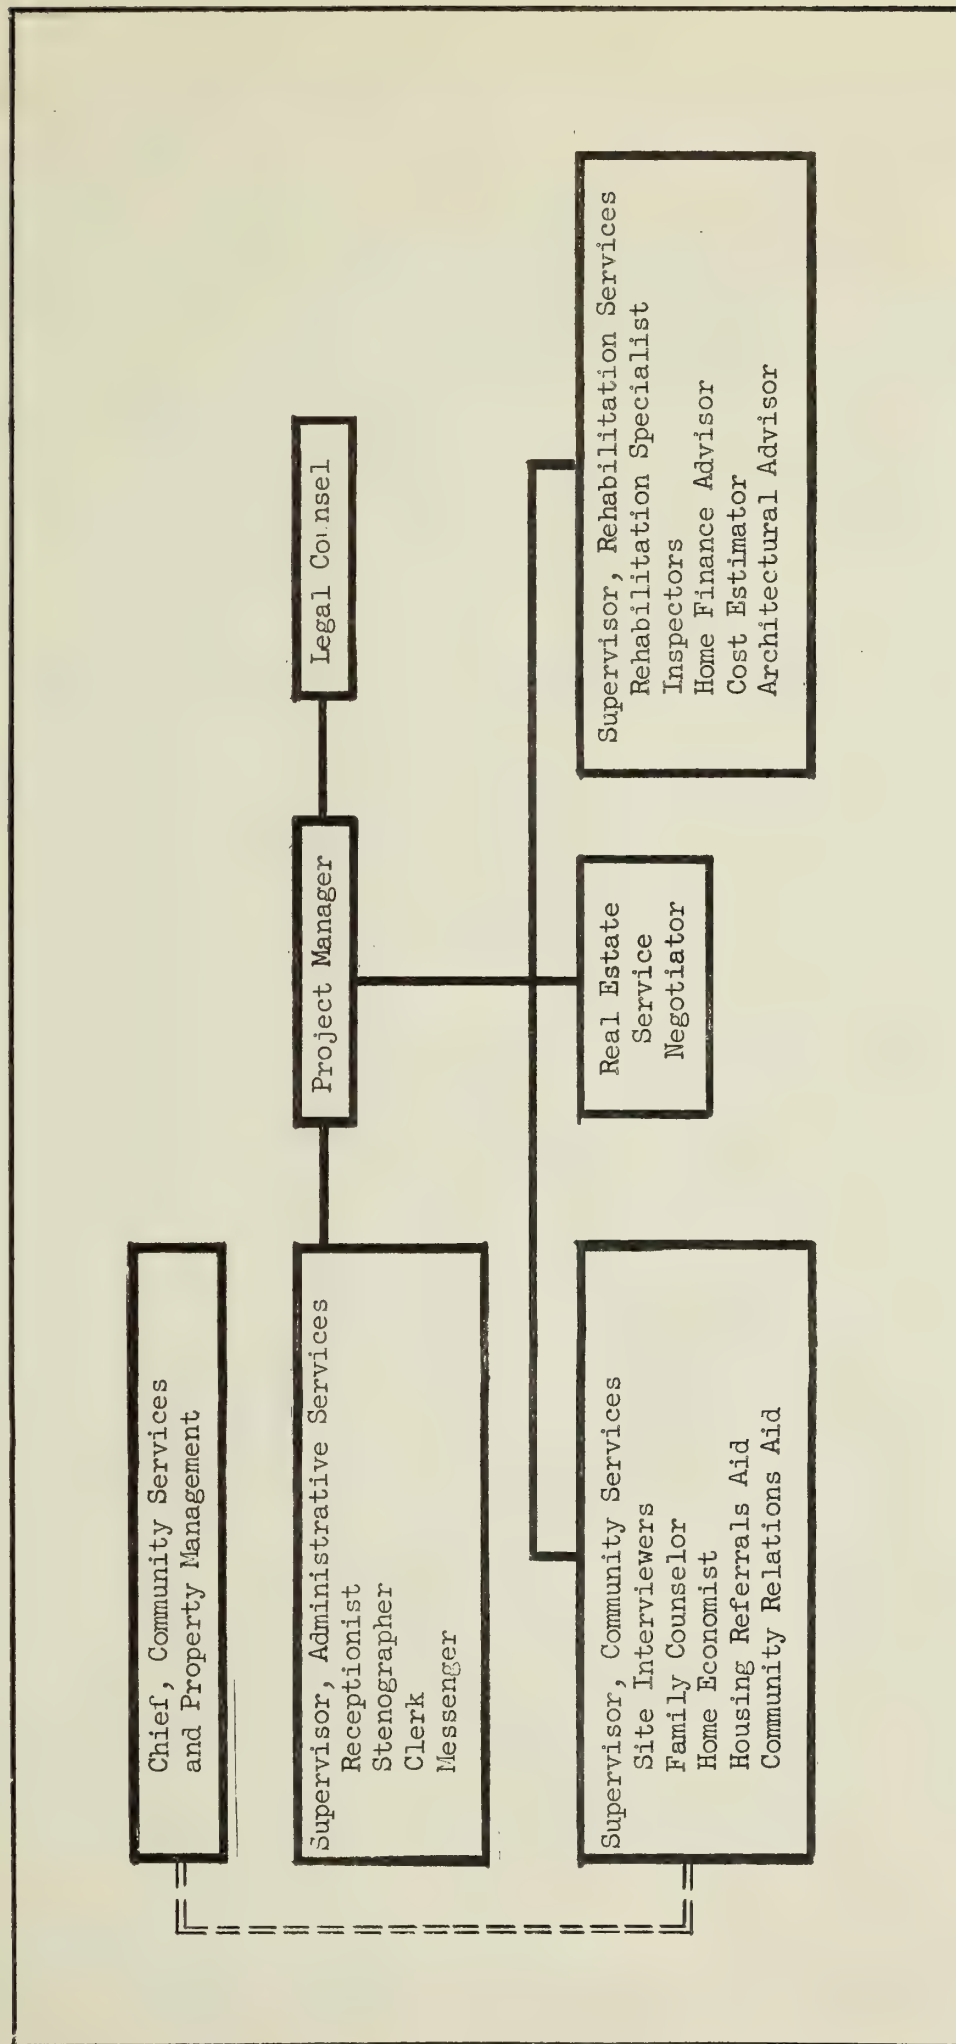 Chief, Community Services
and Property Management
Supervisor, Administrative Services
Receptionist
Stenographer
Clerk
Messenger
Project Manager
Legal Counsel
Supervisor, Community Services
Site Interviewers
Family Counselor
Home Economist
Housing Referrals Aid
Community Relations Aid
Real Estate
Service
Negotiator
Supervisor, Rehabilitation Services
Rehabilitation Specialist
Inspectors
Home Finance Advisor
Cost Estimator
Architectural Advisor